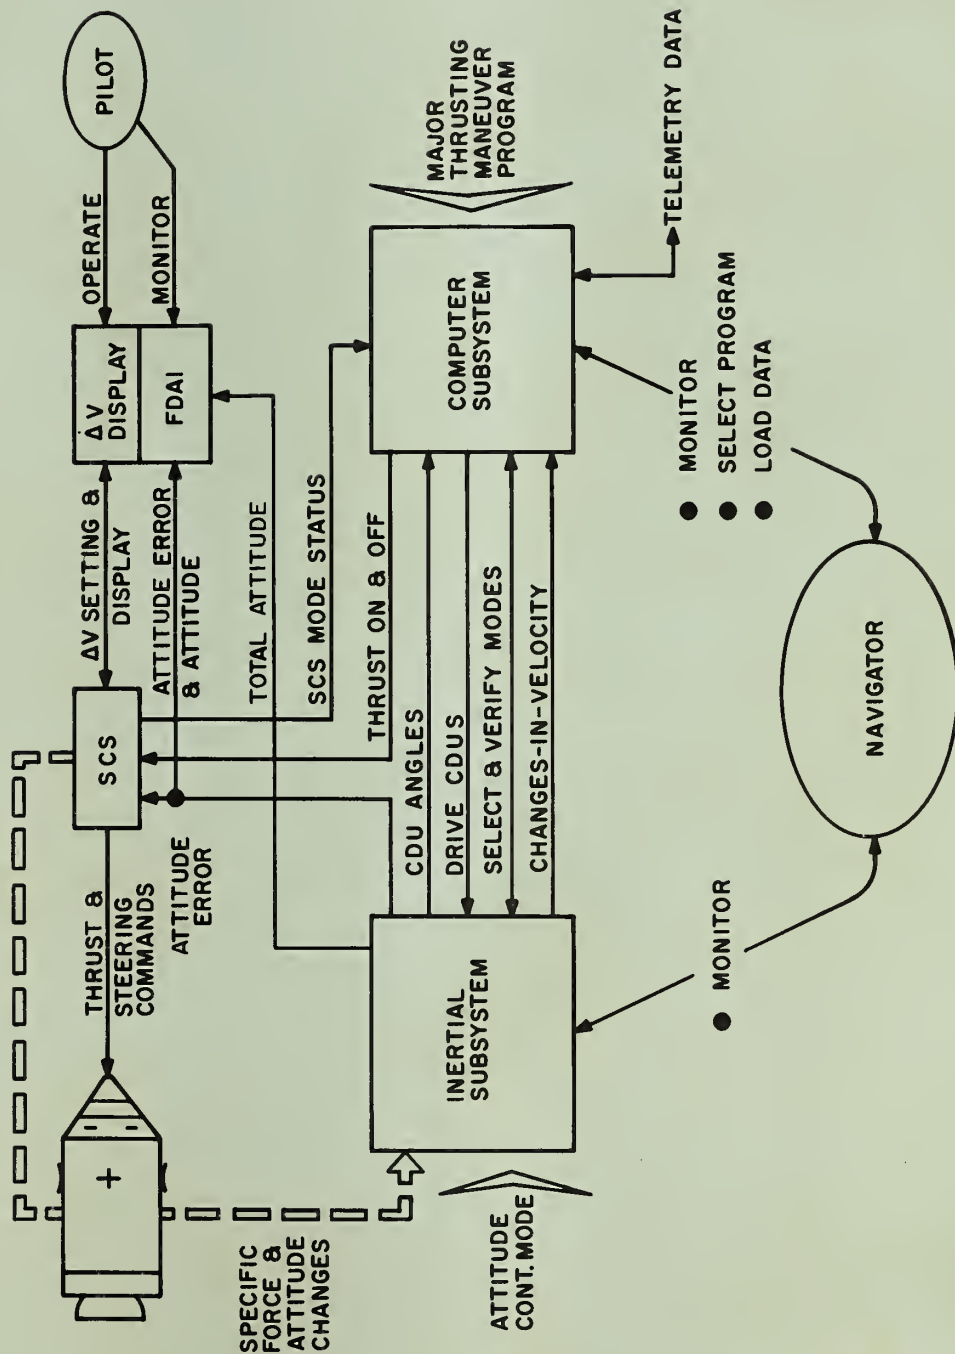 PILOT
OPERATE
MONITOR
ΔV
DISPLAY
FDAI
ΔV SETTING &
DISPLAY
ATTITUDE ERROR
& ATTITUDE
SCS
THRUST &
STEERING
COMMANDS
ATTITUDE
ERROR
TOTAL ATTITUDE
SCS MODE STATUS
THRUST ON & OFF
CDU ANGLES
DRIVE CDUS
SELECT & VERIFY MODES
CHANGES-IN-VELOCITY
SPECIFIC
FORCE &
ATTITUDE
CHANGES
INERTIAL
SUBSYSTEM
COMPUTER
SUBSYSTEM
MAJOR
THRUSTING
MANEUVER
PROGRAM
ATTITUDE
CONT. MODE
TELEMETRY DATA
● MONITOR
● MONITOR
● SELECT PROGRAM
● LOAD DATA
NAVIGATOR